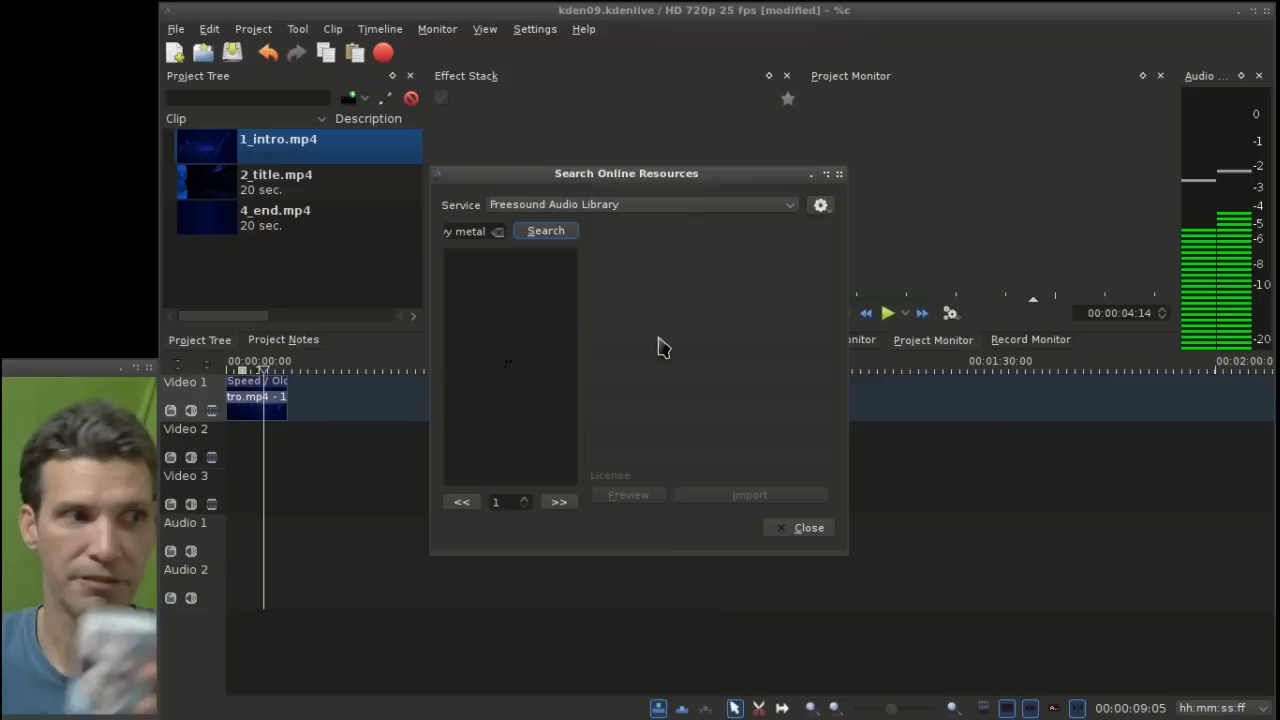 kden09.kdenlive / HD 720p 25 fps [modified] – %c
File Edit Project Tool Clip Timeline Monitor View Settings Help
Project Tree
Effect Stack
Project Monitor
Audio ...
Clip
Description
1_intro.mp4
2_title.mp4
20 sec.
4_end.mp4
20 sec.
Search Online Resources
Service Freesound Audio Library
y metal
Search
License
Preview
Import
<< 1 >>
Close
0
-1
-2
-3
-4
-5
-6
-8
-10
-20
00:00:04:14
Project Tree
Project Notes
onitor
Project Monitor
Record Monitor
00:00:00:00
00:01:30:00
00:02:00:0
Video 1
Speed / Old
tro.mp4 - 1
Video 2
Video 3
Audio 1
Audio 2
00:00:09:05
hh:mm:ss:ff